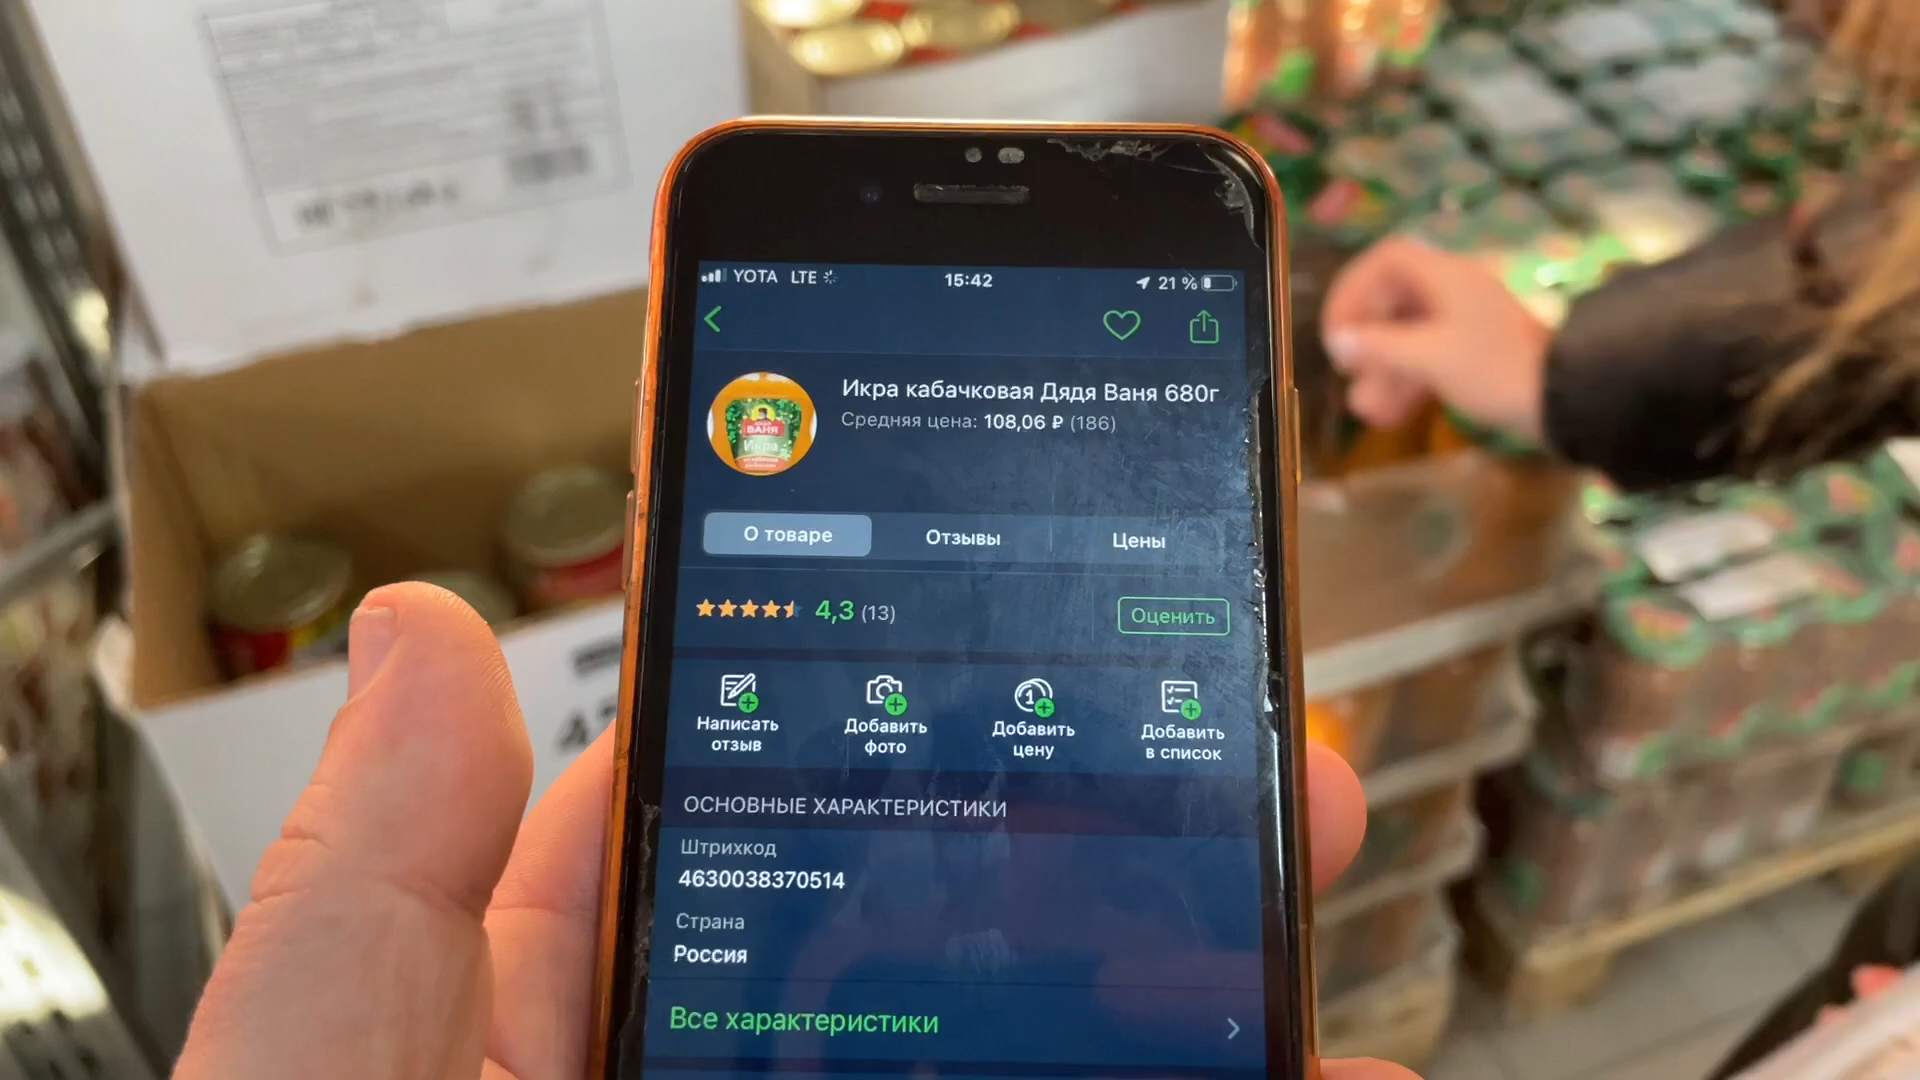 YOTA LTE 15:42 21 %
Икра кабачковая Дядя Ваня 680г
Средняя цена: 108,06 ₽ (186)
ВАНЯ
Икра
О товаре Отзывы Цены
4,3 (13) Оценить
Написать отзыв
Добавить фото
Добавить цену
Добавить в список
ОСНОВНЫЕ ХАРАКТЕРИСТИКИ
Штрихкод
4630038370514
Страна
Россия
Все характеристики